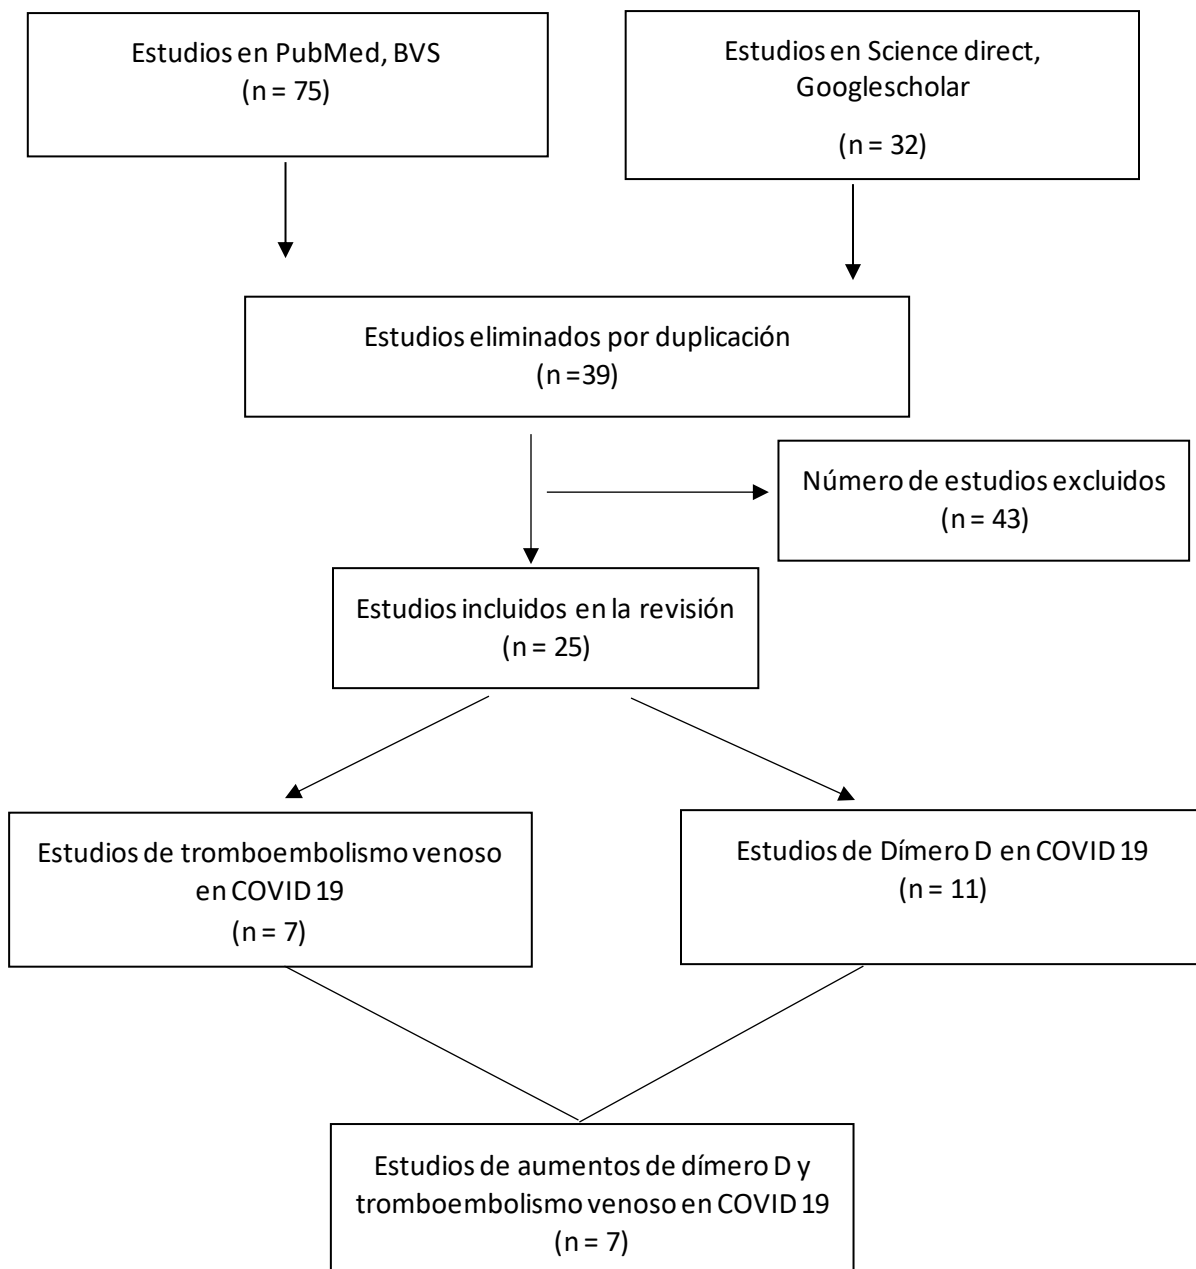 Estudios en PubMed, BVS
(n = 75)
Estudios en Science direct,
Googlescholar
(n = 32)
Estudios eliminados por duplicación
(n =39)
Número de estudios excluidos
(n = 43)
Estudios incluidos en la revisión
(n = 25)
Estudios de tromboembolismo venoso
en COVID 19
(n = 7)
Estudios de Dímero D en COVID 19
(n = 11)
Estudios de aumentos de dímero D y
tromboembolismo venoso en COVID 19
(n = 7)